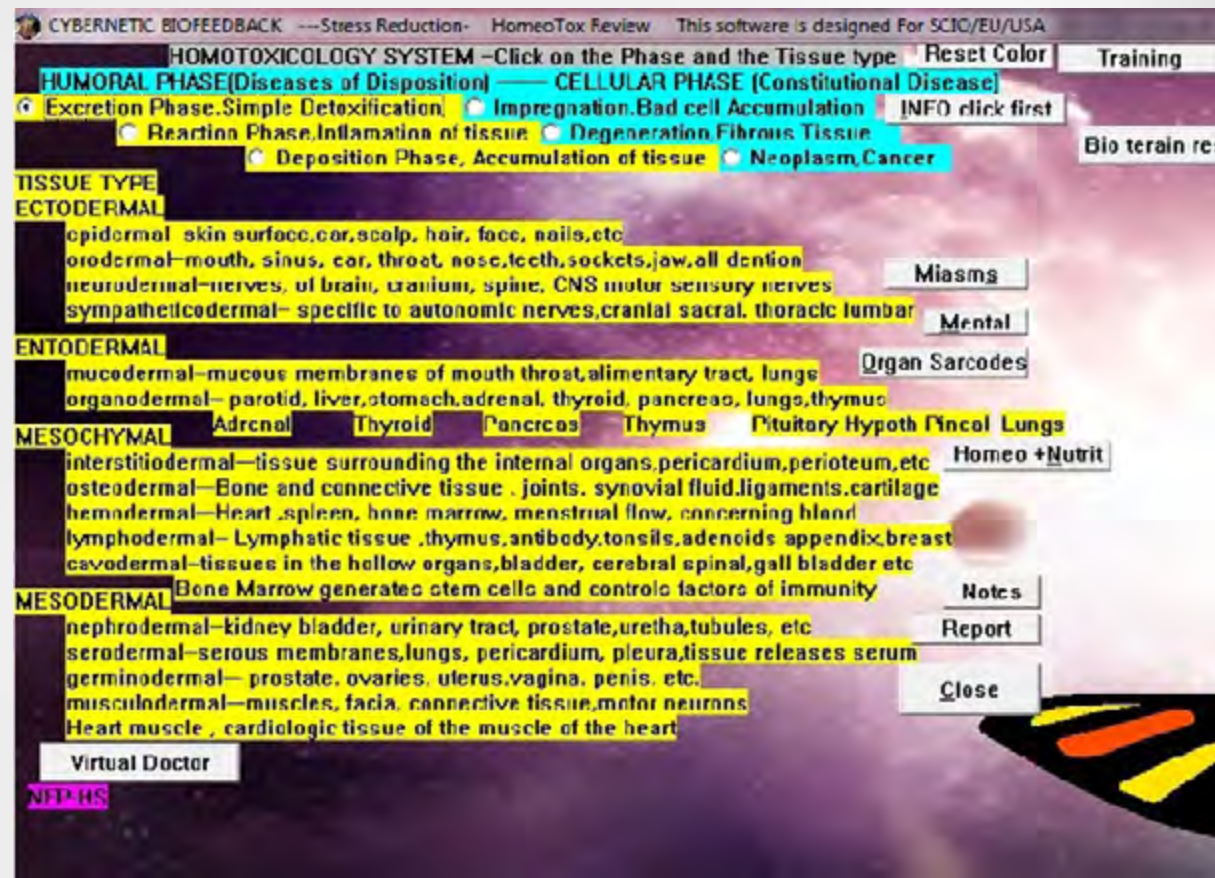 CYBERNETIC BIOFEEDBACK ---Stress Reduction- HomeoTox Review This software is designed For SCIO/EU/USA
HOMOTOXICOLOGY SYSTEM -Click on the Phase and the Tissue type Reset Color Training
HUMORAL PHASE(Diseases of Disposition) —— CELLULAR PHASE (Constitutional Disease)
Excretion Phase.Simple Detoxification Impregnation.Bad cell Accumulation INFO click first
Reaction Phase,Inflamation of tissue Degeneration,Fibrous Tissue
Bio terain re
Deposition Phase, Accumulation of tissue Neoplasm,Cancer
TISSUE TYPE
ECTODERMAL
epidermal skin surface,ear,scalp, hair, face, nails,etc
orodermal—mouth, sinus, ear, throat, nose,teeth,sockets,jaw,all dention
Miasms
neurodermal—nerves, of brain, cranium, spine, CNS motor sensory nerves
sympatheticodermal— specific to autonomic nerves,cranial sacral. thoracic lumbar
Mental
ENTODERMAL
Organ Sarcodes
mucodermal—mucous membranes of mouth throat,alimentary tract, lungs
organodermal— parotid, liver,stomach,adrenal, thyroid, pancreas, lungs,thymus
Adrenal Thyroid Pancreas Thymus Pituitary Hypoth Pineal Lungs
MESOCHYMAL
interstitiodermal—tissue surrounding the internal organs,pericardium,perioteum,etc Homeo +Nutrit
osteodermal—Bone and connective tissue . joints. synovial fluid.ligaments.cartilage
hemodermal—Heart ,spleen, bone marrow, menstrual flow, concerning blood
lymphodermal— Lymphatic tissue ,thymus,antibody.tonsils,adenoids appendix,breast
cavodermal—tissues in the hollow organs,bladder, cerebral spinal,gall bladder etc
Bone Marrow generates stem cells and controls factors of immunity Notes
MESODERMAL
nephrodermal—kidney bladder, urinary tract, prostate,uretha,tubules, etc Report
serodermal—serous membranes,lungs, pericardium, pleura,tissue releases serum
germinodermal— prostate. ovaries. uterus.vagina. penis. etc.
Close
musculodermal—muscles, facia, connective tissue,motor neurons
Heart muscle , cardiologic tissue of the muscle of the heart
Virtual Doctor
NFP-HS